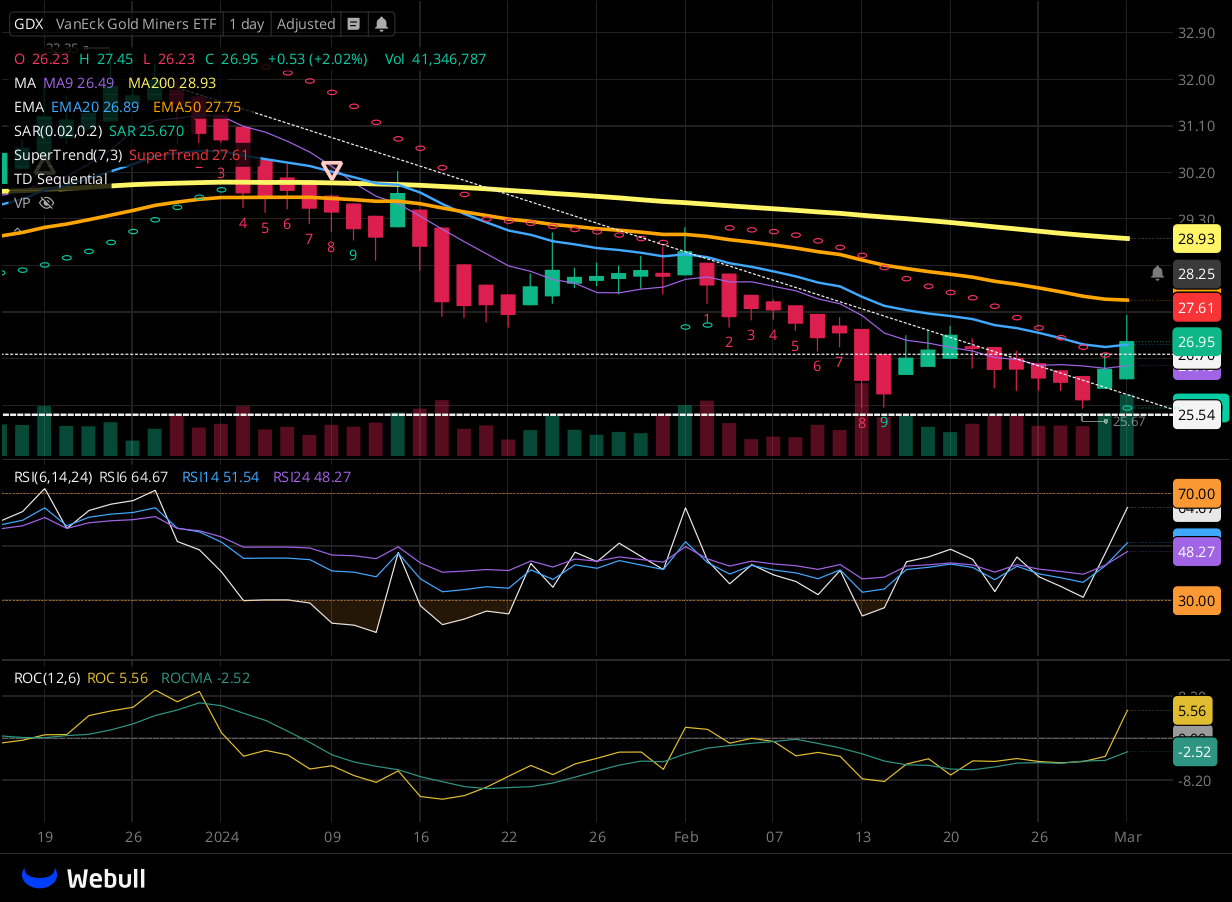 GDX VanEck Gold Miners ETF 1 day Adjusted
32.90
O 26.23 H 27.45 L 26.23 C 26.95 +0.53 (+2.02%) Vol 41,346,787
MA MA9 26.49 MA200 28.93
32.00
EMA EMA20 26.89 EMA50 27.75
SAR(0.02,0.2) SAR 25.670
31.10
SuperTrend(7,3) SuperTrend 27.61
TD Sequential
30.20
VP
3
4 5 6 7 8 9
29.30
28.93
28.25
27.61
26.95
1 2 3 4 5 6 7
8 9
25.67
25.54
RSI(6,14,24) RSI6 64.67 RSI14 51.54 RSI24 48.27
70.00
48.27
30.00
ROC(12,6) ROC 5.56 ROCMA -2.52
5.56
-2.52
-8.20
19 26 2024 09 16 22 26 Feb 07 13 20 26 Mar
Webull